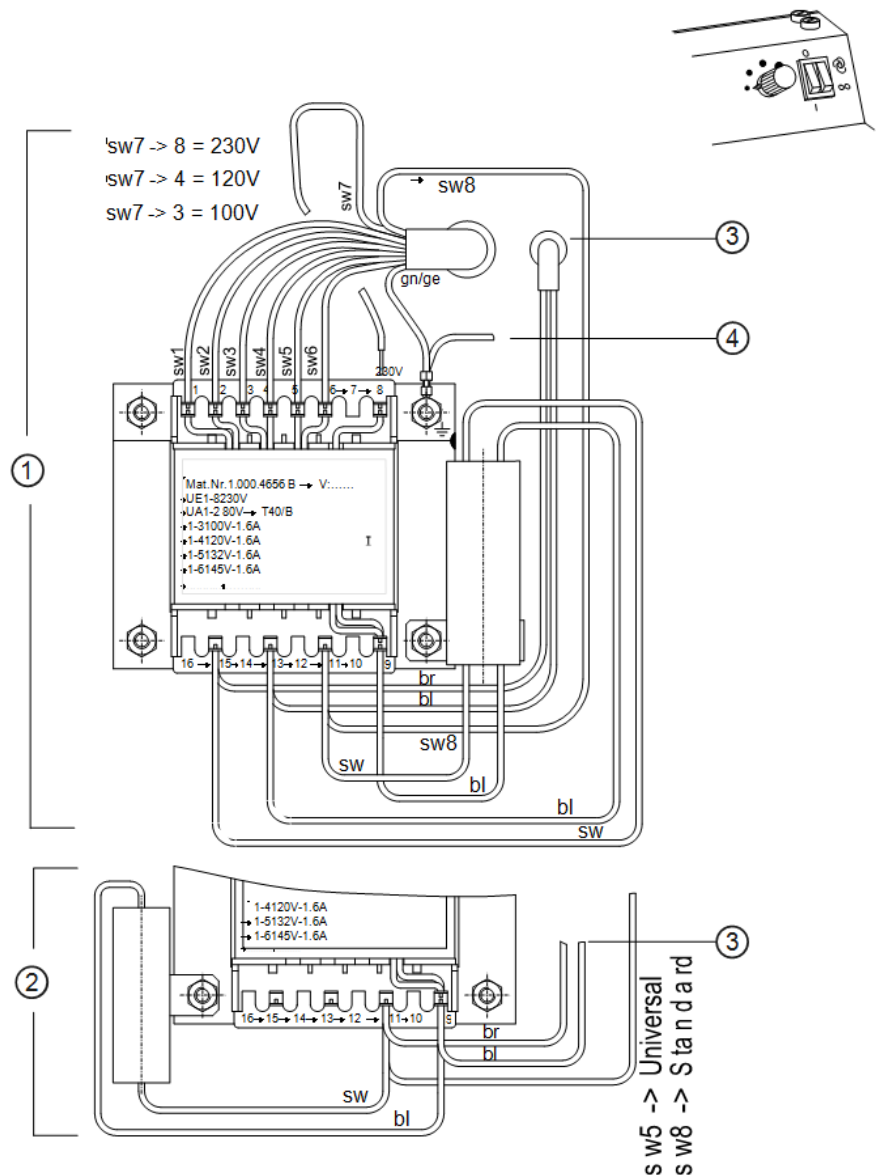 0
I
8
'sw7 -> 8 = 230V
sw7 -> 4 = 120V
sw7 -> 3 = 100V
sw7
→ sw8
3
gn/ge
4
sw1
sw2
sw3
sw4
sw5
sw6
230V
1 2 3 4 5 6→7→ 8
1
Mat.Nr.1.000.4656 B → V:......
UE1-8230V
UA1-2 80V→ T40/B
1-3100V-1.6A
1-4120V-1.6A
1-5132V-1.6A
1-6145V-1.6A
16→15→14→13→12→11→10 9
br
bl
sw8
sw
bl
bl
sw
1-4120V-1.6A
1-5132V-1.6A
1-6145V-1.6A
3
2
16→15→14→13→12→11→10 9
br
bl
sw
bl
sw5 -> Universal
sw8 -> Standard